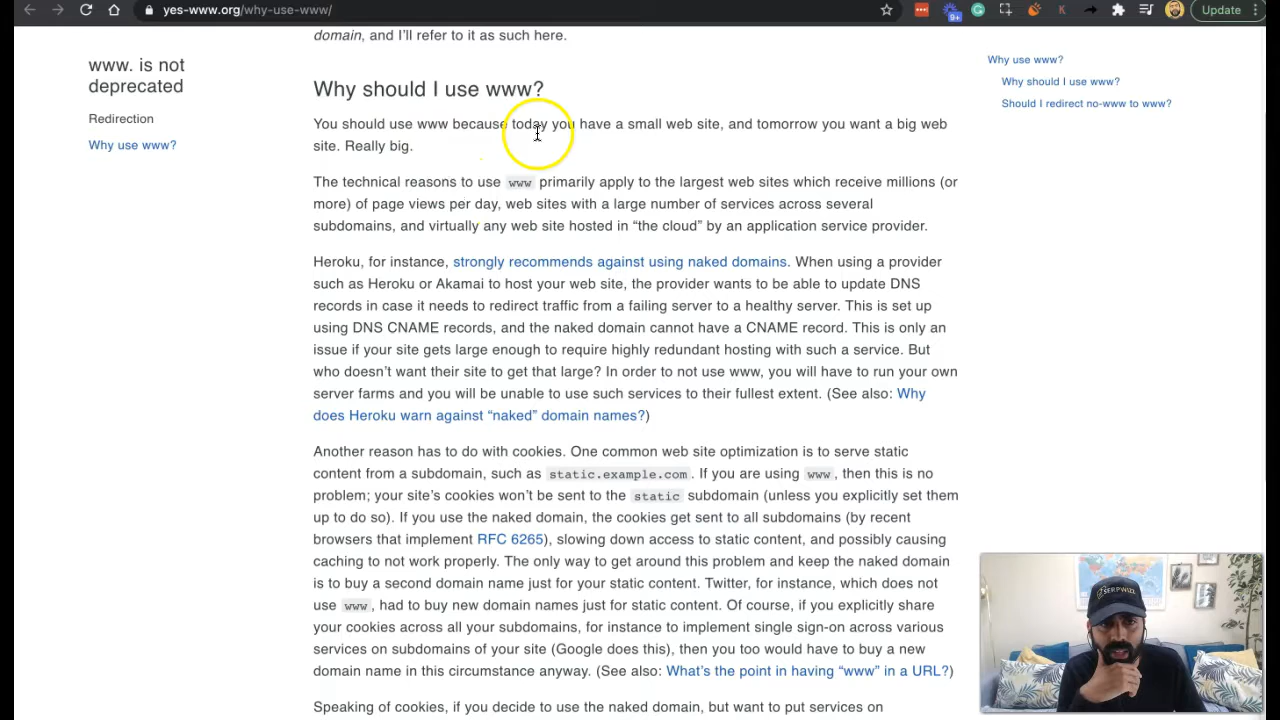 yes-www.org/why-use-www/
9+
K
Update
www. is not
deprecated
Redirection
Why use www?
domain, and I'll refer to it as such here.
Why should I use www?
You should use www because today you have a small web site, and tomorrow you want a big web
site. Really big.
The technical reasons to use www primarily apply to the largest web sites which receive millions (or
more) of page views per day, web sites with a large number of services across several
subdomains, and virtually any web site hosted in “the cloud” by an application service provider.
Heroku, for instance, strongly recommends against using naked domains. When using a provider
such as Heroku or Akamai to host your web site, the provider wants to be able to update DNS
records in case it needs to redirect traffic from a failing server to a healthy server. This is set up
using DNS CNAME records, and the naked domain cannot have a CNAME record. This is only an
issue if your site gets large enough to require highly redundant hosting with such a service. But
who doesn’t want their site to get that large? In order to not use www, you will have to run your own
server farms and you will be unable to use such services to their fullest extent. (See also: Why
does Heroku warn against “naked” domain names?)
Another reason has to do with cookies. One common web site optimization is to serve static
content from a subdomain, such as static.example.com. If you are using www, then this is no
problem; your site’s cookies won’t be sent to the static subdomain (unless you explicitly set them
up to do so). If you use the naked domain, the cookies get sent to all subdomains (by recent
browsers that implement RFC 6265), slowing down access to static content, and possibly causing
caching to not work properly. The only way to get around this problem and keep the naked domain
is to buy a second domain name just for your static content. Twitter, for instance, which does not
use www, had to buy new domain names just for static content. Of course, if you explicitly share
your cookies across all your subdomains, for instance to implement single sign-on across various
services on subdomains of your site (Google does this), then you too would have to buy a new
domain name in this circumstance anyway. (See also: What’s the point in having “www” in a URL?)
Speaking of cookies, if you decide to use the naked domain, but want to put services on
Why use www?
Why should I use www?
Should I redirect no-www to www?
SERPWIZZ